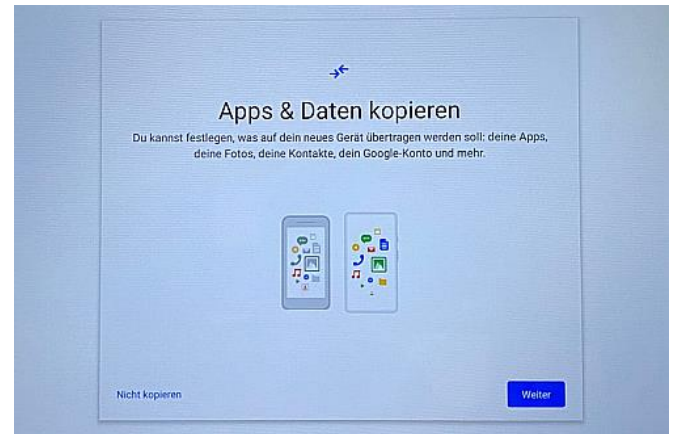 Apps & Daten kopieren
Du kannst festlegen, was auf dein neues Gerät übertragen werden soll: deine Apps,
deine Fotos, deine Kontakte, dein Google-Konto und mehr.
Nicht kopieren
Weiter